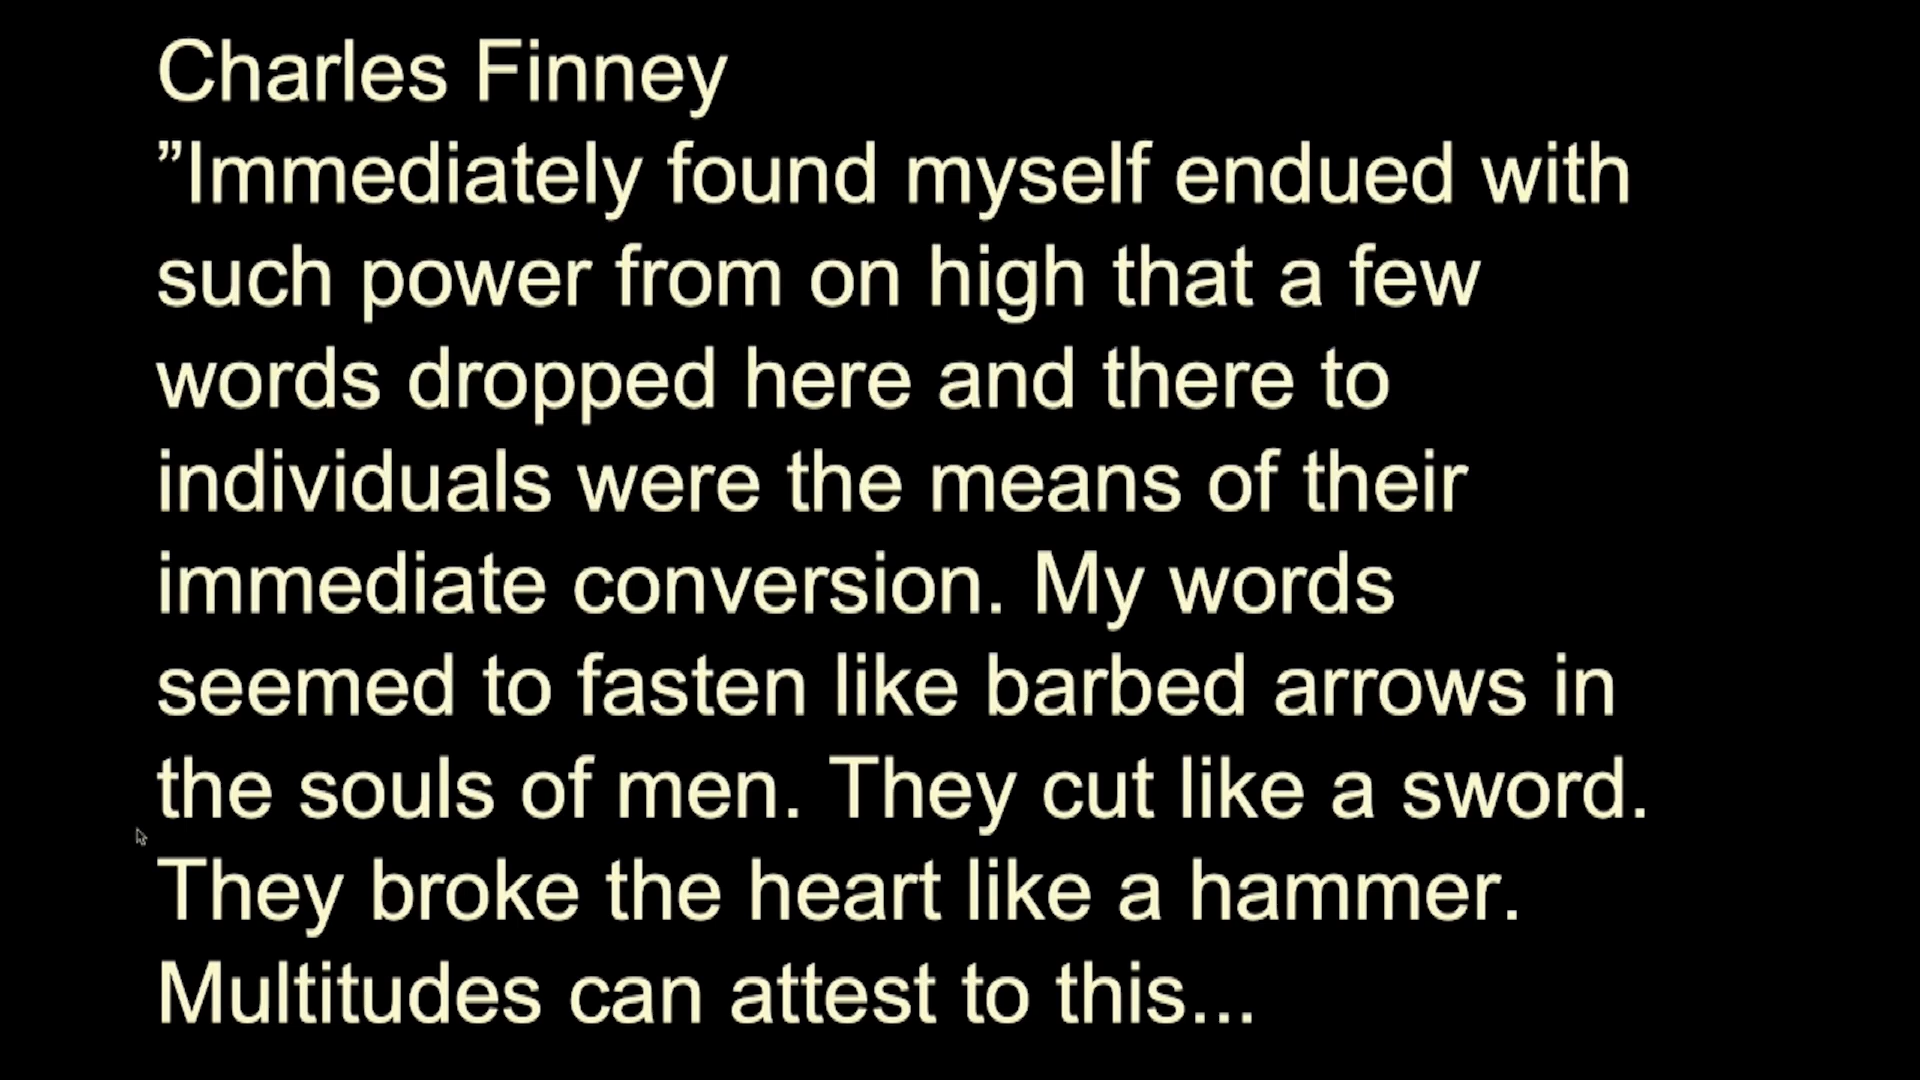 Charles Finney
”Immediately found myself endued with
such power from on high that a few
words dropped here and there to
individuals were the means of their
immediate conversion. My words
seemed to fasten like barbed arrows in
the souls of men. They cut like a sword.
They broke the heart like a hammer.
Multitudes can attest to this...